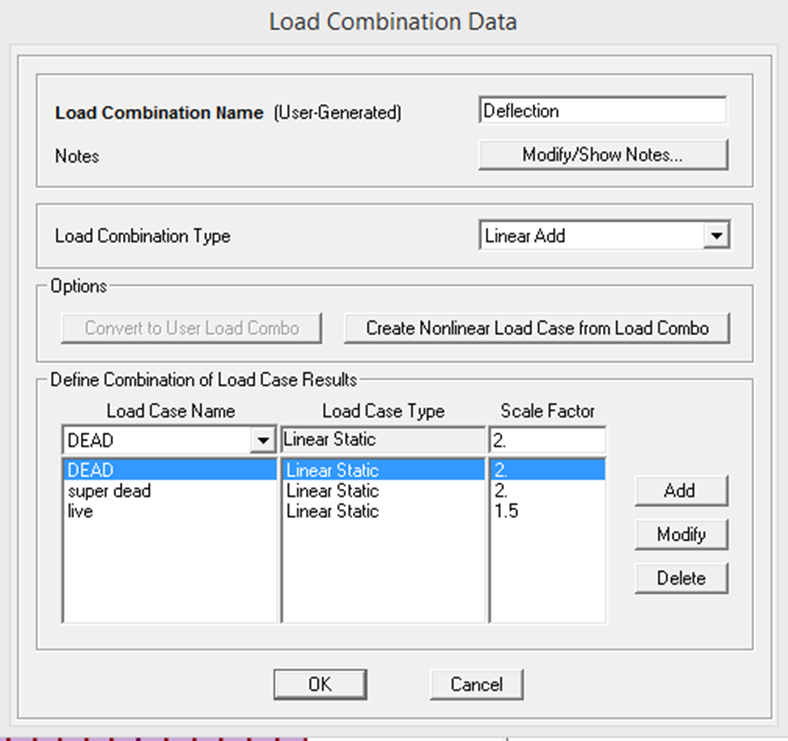 Load Combination Data
Load Combination Name (User-Generated) Deflection
Notes Modify/Show Notes...
Load Combination Type Linear Add
Options
Convert to User Load Combo Create Nonlinear Load Case from Load Combo
Define Combination of Load Case Results
Load Case Name Load Case Type Scale Factor
DEAD Linear Static 2.
DEAD Linear Static 2.
super dead Linear Static 2.
live Linear Static 1.5
Add
Modify
Delete
OK Cancel